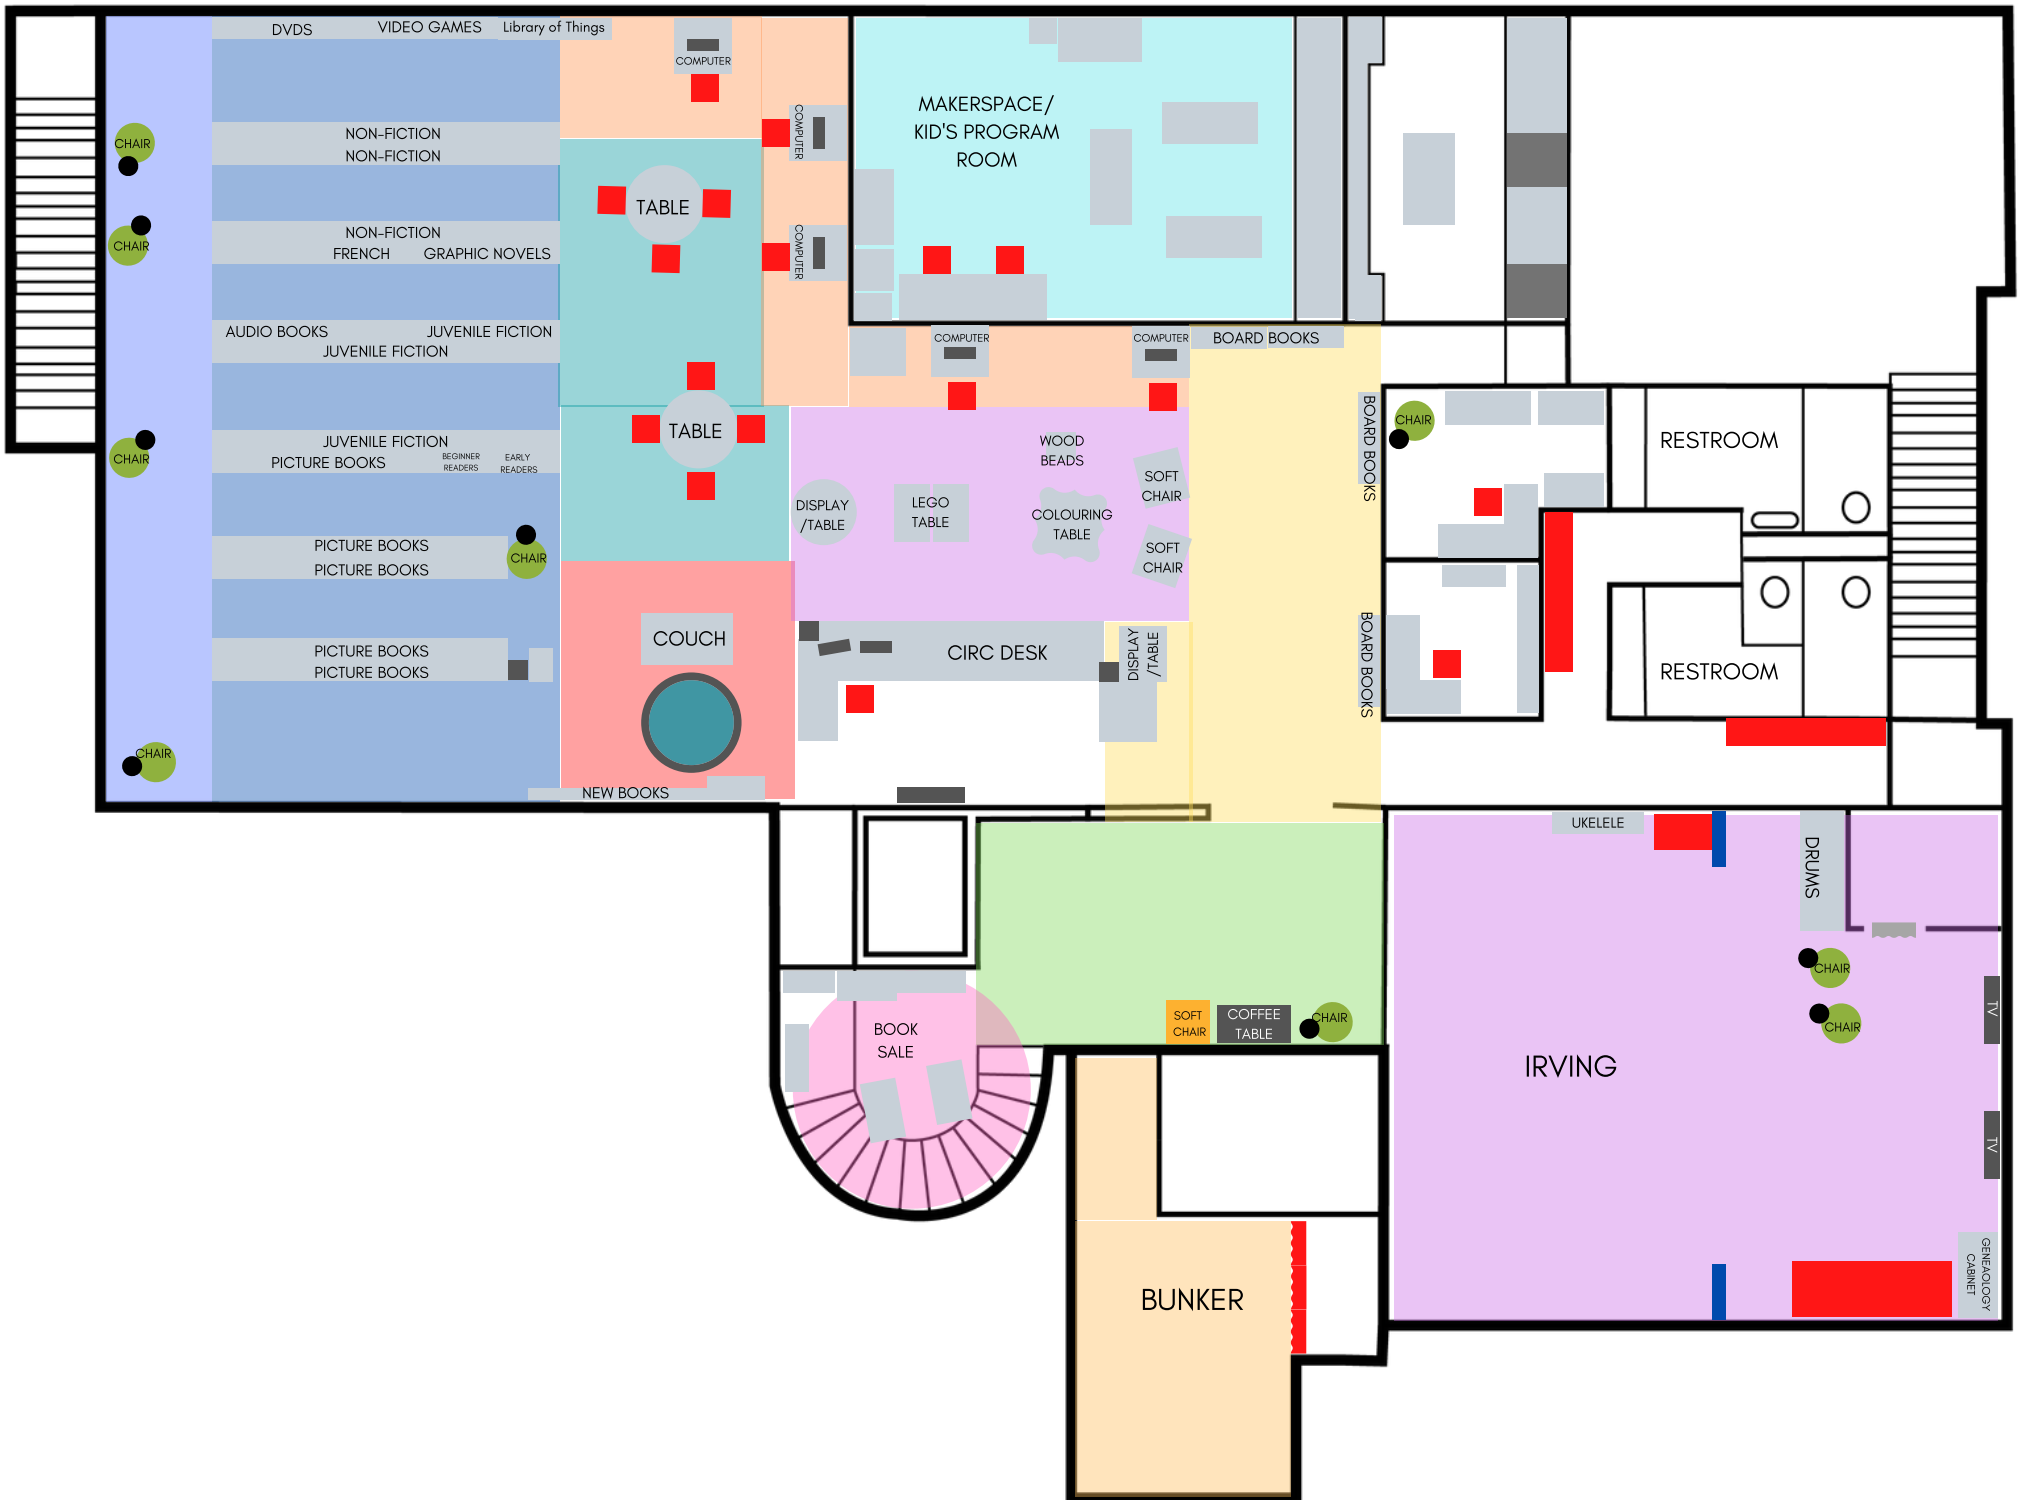 DVDS
VIDEO GAMES
Library of Things
COMPUTER
CHAIR
NON-FICTION
NON-FICTION
CHAIR
NON-FICTION
FRENCH GRAPHIC NOVELS
AUDIO BOOKS JUVENILE FICTION
JUVENILE FICTION
CHAIR
JUVENILE FICTION
PICTURE BOOKS
BEGINNER
READERS
EARLY
READERS
PICTURE BOOKS
PICTURE BOOKS
CHAIR
PICTURE BOOKS
PICTURE BOOKS
CHAIR
TABLE
COMPUTER
COMPUTER
TABLE
MAKERSPACE/
KID'S PROGRAM
ROOM
COMPUTER
COMPUTER
BOARD BOOKS
BOARD BOOKS
BOARD BOOKS
WOOD
BEADS
SOFT
CHAIR
DISPLAY
/TABLE
LEGO
TABLE
COLOURING
TABLE
SOFT
CHAIR
COUCH
CIRC DESK
DISPLAY
/TABLE
NEW BOOKS
CHAIR
RESTROOM
RESTROOM
UKELELE
DRUMS
CHAIR
CHAIR
TV
TV
IRVING
GENEAOLOGY
CABINET
SOFT
CHAIR
COFFEE
TABLE
CHAIR
BOOK
SALE
BUNKER